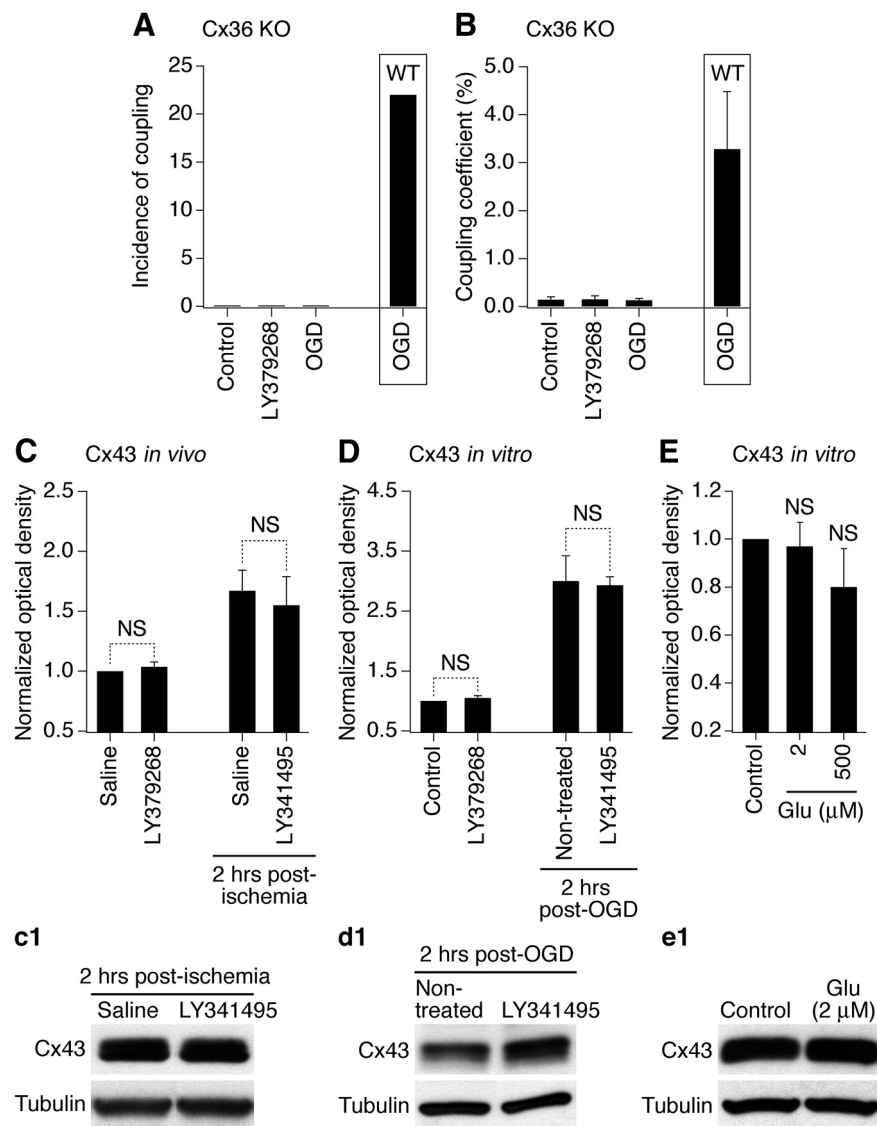 A Cx36 KO
Incidence of coupling
25
20
15
10
5
0
WT
Control
LY379268
OGD
OGD
B Cx36 KO
Coupling coefficient (%)
5.0
4.0
3.0
2.0
1.0
0.0
WT
Control
LY379268
OGD
OGD
C Cx43 in vivo
Normalized optical density
2.5
2.0
1.5
1.0
0.5
NS
NS
Saline
LY379268
Saline
LY341495
2 hrs post-
ischemia
D Cx43 in vitro
Normalized optical density
4.5
3.5
2.5
1.5
0.5
NS
NS
Control
LY379268
Non-treated
LY341495
2 hrs
post-OGD
E Cx43 in vitro
Normalized optical density
1.2
1.0
0.8
0.6
0.4
0.2
NS
NS
Control
2
500
Glu (μM)
c1
2 hrs post-ischemia
Saline LY341495
Cx43
Tubulin
d1
2 hrs post-OGD
Non-
treated LY341495
Cx43
Tubulin
e1
Glu
Control (2 μM)
Cx43
Tubulin